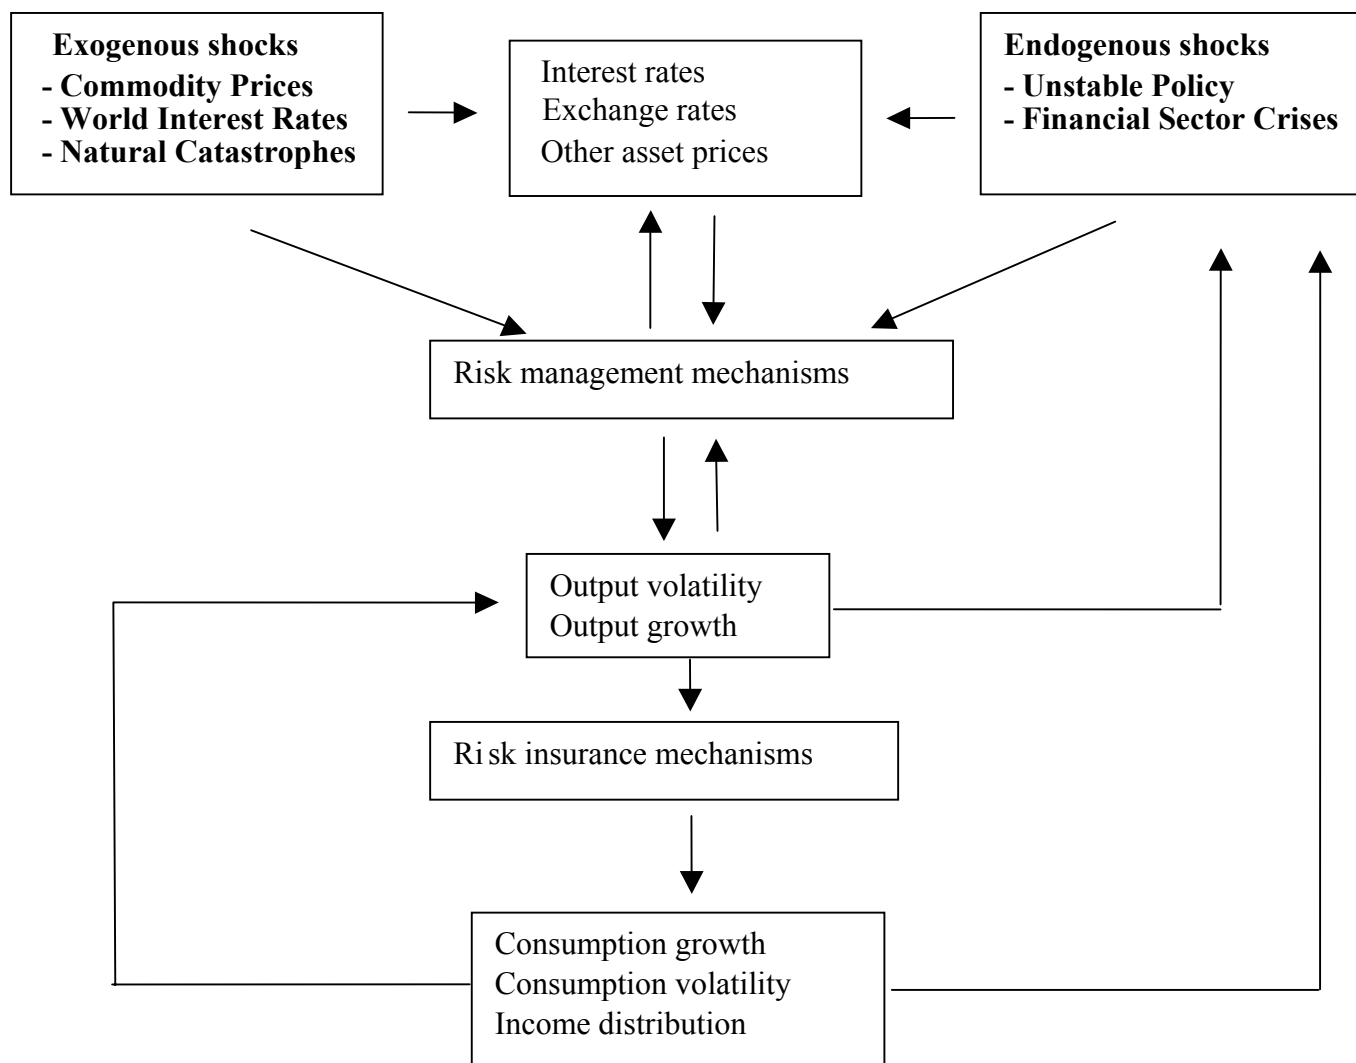 Exogenous shocks
- Commodity Prices
- World Interest Rates
- Natural Catastrophes
Interest rates
Exchange rates
Other asset prices
Endogenous shocks
- Unstable Policy
- Financial Sector Crises
Risk management mechanisms
Output volatility
Output growth
Risk insurance mechanisms
Consumption growth
Consumption volatility
Income distribution